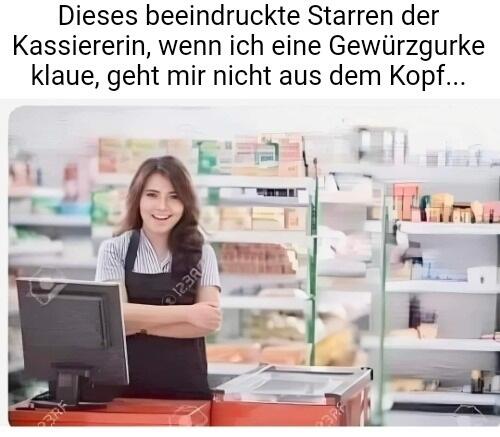 Dieses beeindruckte Starren der
Kassiererin, wenn ich eine Gewürzgurke
klaue, geht mir nicht aus dem Kopf...
123RF